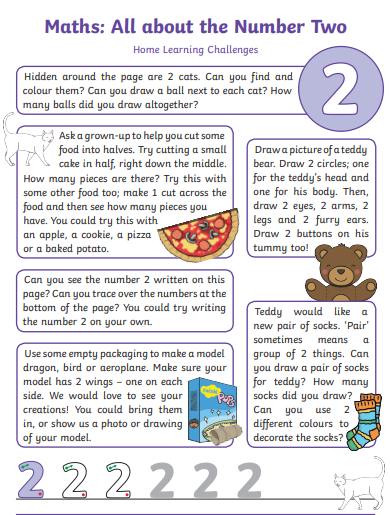 Maths: All about the Number Two
Home Learning Challenges
2
Hidden around the page are 2 cats. Can you find and
colour them? Can you draw a ball next to each cat? How
many balls did you draw altogether?
Ask a grown-up to help you cut some
food into halves. Try cutting a small
cake in half, right down the middle.
How many pieces are there? Try this with
some other food too; make 1 cut across the
food and then see how many pieces you
have. You could try this with
an apple, a cookie, a pizza
or a baked potato.
Draw a picture of a teddy
bear. Draw 2 circles; one
for the teddy's head and
one for his body. Then,
draw 2 eyes, 2 arms, 2
legs and 2 furry ears.
Draw 2 buttons on his
tummy too!
Can you see the number 2 written on this
page? Can you trace over the numbers at the
bottom of the page? You could try writing
the number 2 on your own.
Teddy would like a
new pair of socks. 'Pair'
sometimes means a
group of 2 things. Can
you draw a pair of socks
for teddy? How many
socks did you draw?
Can you use 2
different colours to
decorate the socks?
Use some empty packaging to make a model
dragon, bird or aeroplane. Make sure your
model has 2 wings – one on each
side. We would love to see your
creations! You could bring them
in, or show us a photo or drawing
of your model.
2 2 2 2 2 2